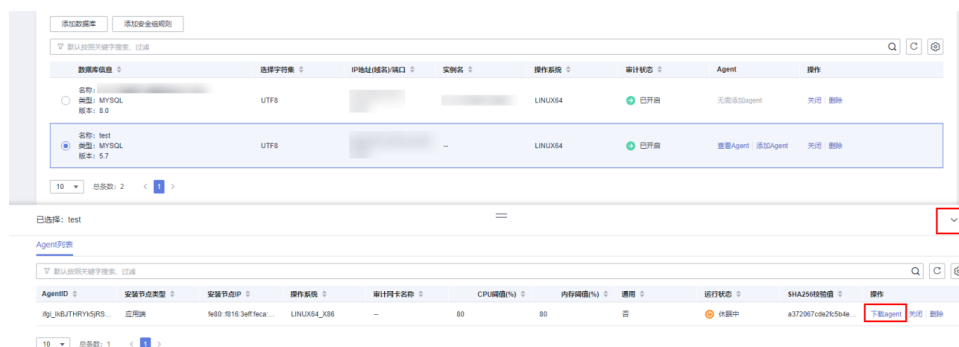 添加数据库 添加安全组规则
默认按照关键字搜索、过滤
数据库信息 选择字符集 IP地址(域名)/端口 实例名 操作系统 审计状态 Agent 操作
名称:
类型: MYSQL UTF8 LINUX64 已开启 无需添加agent 关闭 删除
版本: 8.0
名称: test
类型: MYSQL UTF8 -- LINUX64 已开启 查看Agent 添加Agent 关闭 删除
版本: 5.7
10 总条数: 2 < 1 >
已选择: test
Agent列表
默认按照关键字搜索、过滤
AgentID 安装节点类型 安装节点IP 操作系统 审计网卡名称 CPU阈值(%) 内存阈值(%) 通用 运行状态 SHA256校验值 操作
应用端 fe80::f816:3eff:feca:... LINUX64_X86 -- 80 80 否 休眠中 a372067cde2fc5b4e... 下载agent 关闭 删除
10 总条数: 1 < 1 >